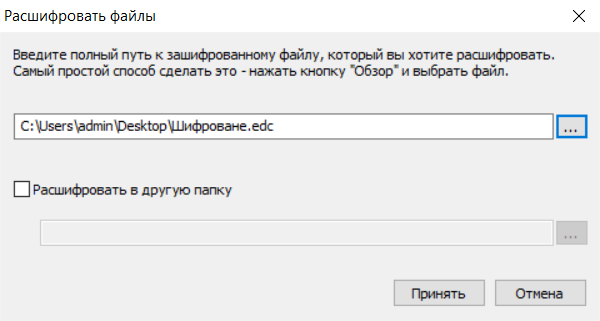 Расшифровать файлы
Введите полный путь к зашифрованному файлу, который вы хотите расшифровать.
Самый простой способ сделать это - нажать кнопку "Обзор" и выбрать файл.
C:\Users\admin\Desktop\Шифроване.edc
...
Расшифровать в другую папку
...
Принять
Отмена